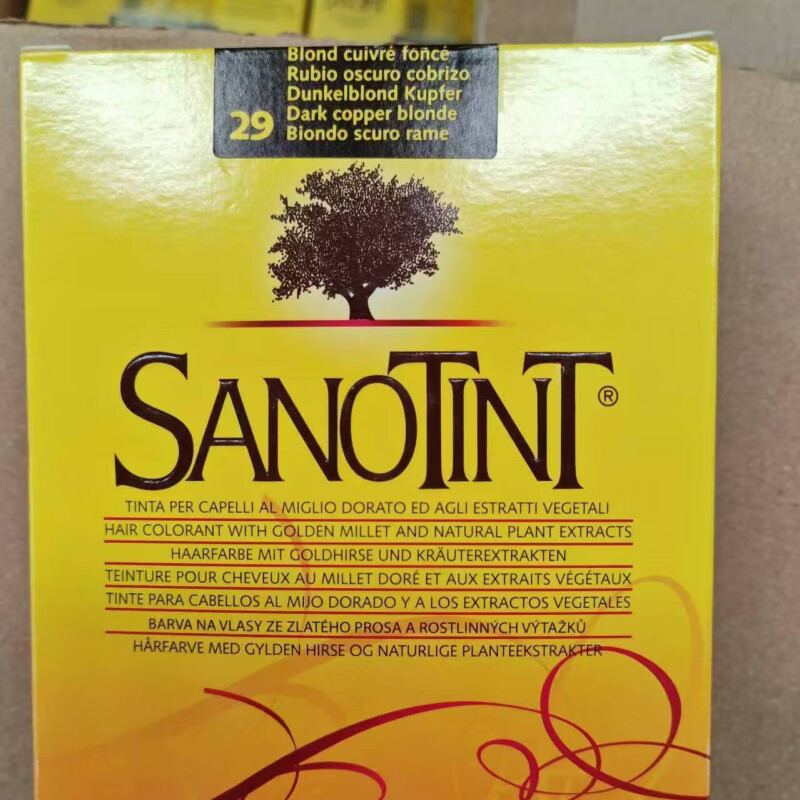 Blond cuivré foncé
Rubio oscuro cobrizo
Dunkelblond Kupfer
29 Dark copper blonde
Biondo scuro rame
SANOTINT®
TINTA PER CAPELLI AL MIGLIO DORATO ED AGLI ESTRATTI VEGETALI
HAIR COLORANT WITH GOLDEN MILLET AND NATURAL PLANT EXTRACTS
HAARFARBE MIT GOLDHIRSE UND KRÄUTEREXTRAKTEN
TEINTURE POUR CHEVEUX AU MILLET DORÉ ET AUX EXTRAITS VÉGÉTAUX
TINTE PARA CABELLOS AL MIJO DORADO Y A LOS EXTRACTOS VEGETALES
BARVA NA VLASY ZE ZLATÉHO PROSA A ROSTLINNÝCH VÝTAŽKŮ
HÅRFARVE MED GYLDEN HIRSE OG NATURLIGE PLANTEEKSTRAKTER